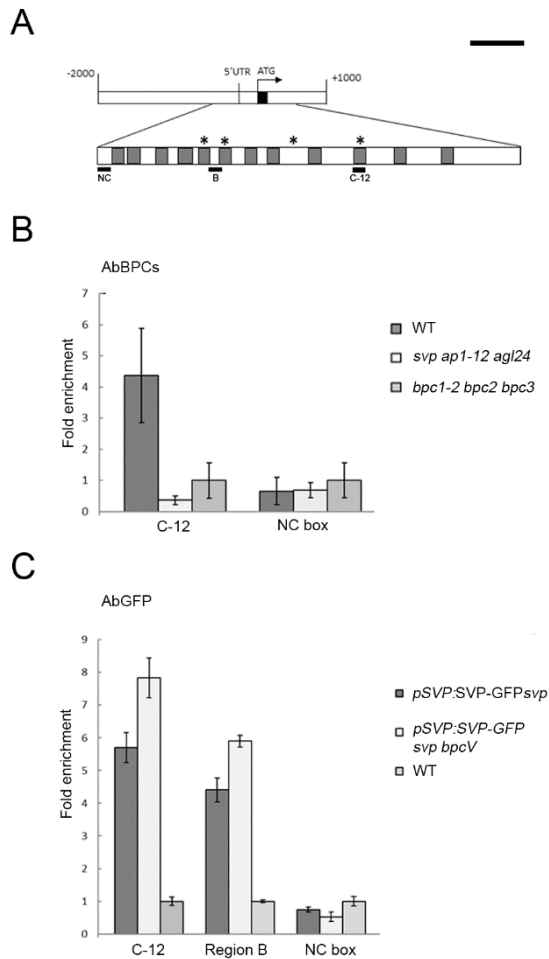 A
-2000
5'UTR
ATG
+1000
* * * *
NC
B
C-12
B
AbBPCs
7
6
5
4
3
2
1
0
Fold enrichment
C-12
NC box
WT
svp ap1-12 agl24
bpc1-2 bpc2 bpc3
C
AbGFP
9
8
7
6
5
4
3
2
1
0
Fold enrichment
C-12
Region B
NC box
pSVP:SVP-GFPsvp
pSVP:SVP-GFP
svp bpcV
WT